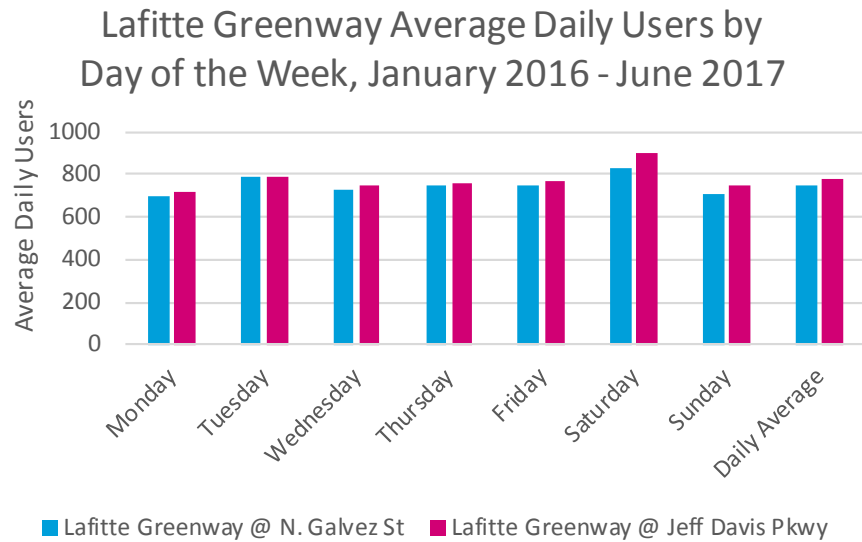 Lafitte Greenway Average Daily Users by
Day of the Week, January 2016 - June 2017
Average Daily Users
1000
800
600
400
200
0
Monday
Tuesday
Wednesday
Thursday
Friday
Saturday
Sunday
Daily Average
Lafitte Greenway @ N. Galvez St
Lafitte Greenway @ Jeff Davis Pkwy